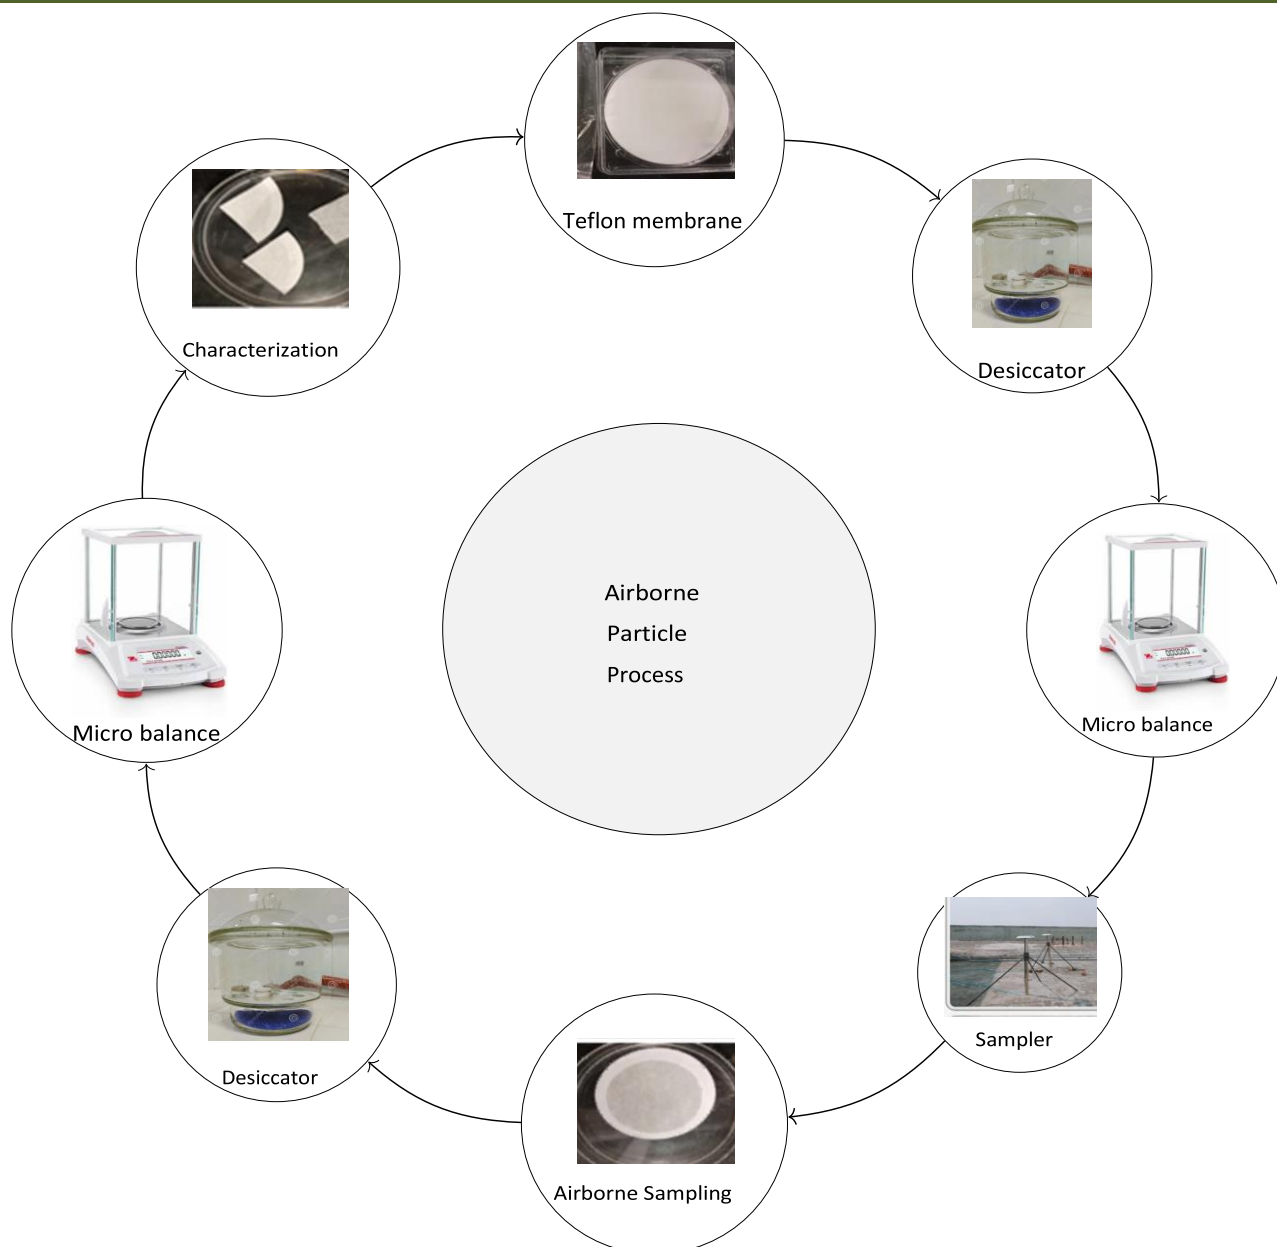 Teflon membrane
Desiccator
Micro balance
Sampler
Airborne Sampling
Desiccator
Micro balance
Characterization
Airborne
Particle
Process